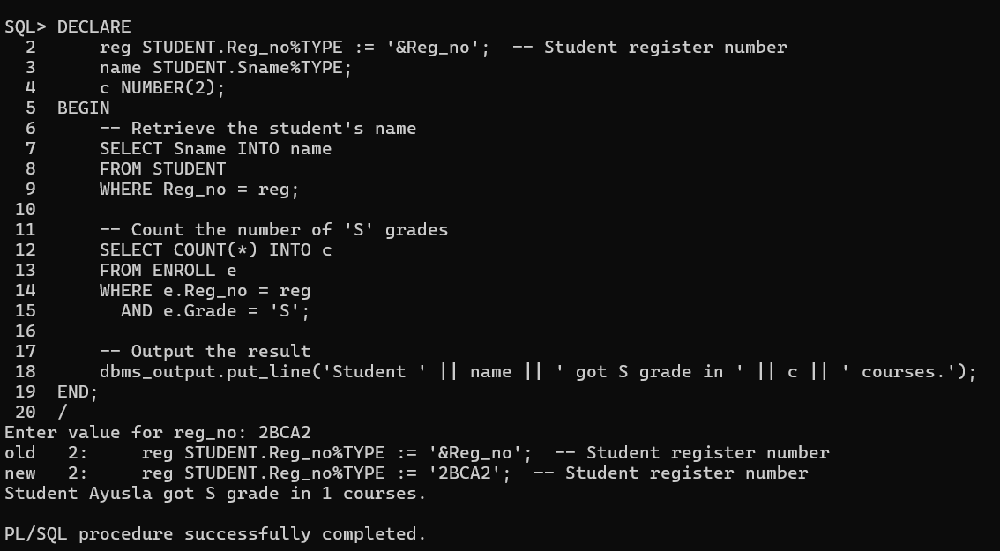 SQL> DECLARE
  2      reg STUDENT.Reg_no%TYPE := '&Reg_no';  -- Student register number
  3      name STUDENT.Sname%TYPE;
  4      c NUMBER(2);
  5  BEGIN
  6      -- Retrieve the student's name
  7      SELECT Sname INTO name
  8      FROM STUDENT
  9      WHERE Reg_no = reg;
 10
 11      -- Count the number of 'S' grades
 12      SELECT COUNT(*) INTO c
 13      FROM ENROLL e
 14      WHERE e.Reg_no = reg
 15        AND e.Grade = 'S';
 16
 17      -- Output the result
 18      dbms_output.put_line('Student ' || name || ' got S grade in ' || c || ' courses.');
 19  END;
 20  /
Enter value for reg_no: 2BCA2
old   2:     reg STUDENT.Reg_no%TYPE := '&Reg_no';  -- Student register number
new   2:     reg STUDENT.Reg_no%TYPE := '2BCA2';  -- Student register number
Student Ayusla got S grade in 1 courses.

PL/SQL procedure successfully completed.